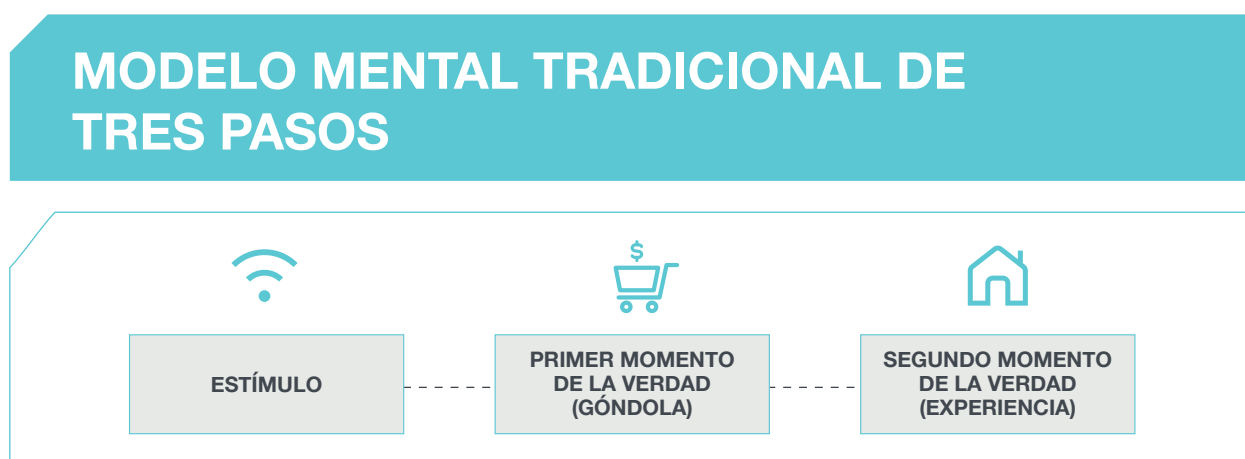 MODELO MENTAL TRADICIONAL DE
TRES PASOS
$
ESTÍMULO
PRIMER MOMENTO
DE LA VERDAD
(GÓNDOLA)
SEGUNDO MOMENTO
DE LA VERDAD
(EXPERIENCIA)